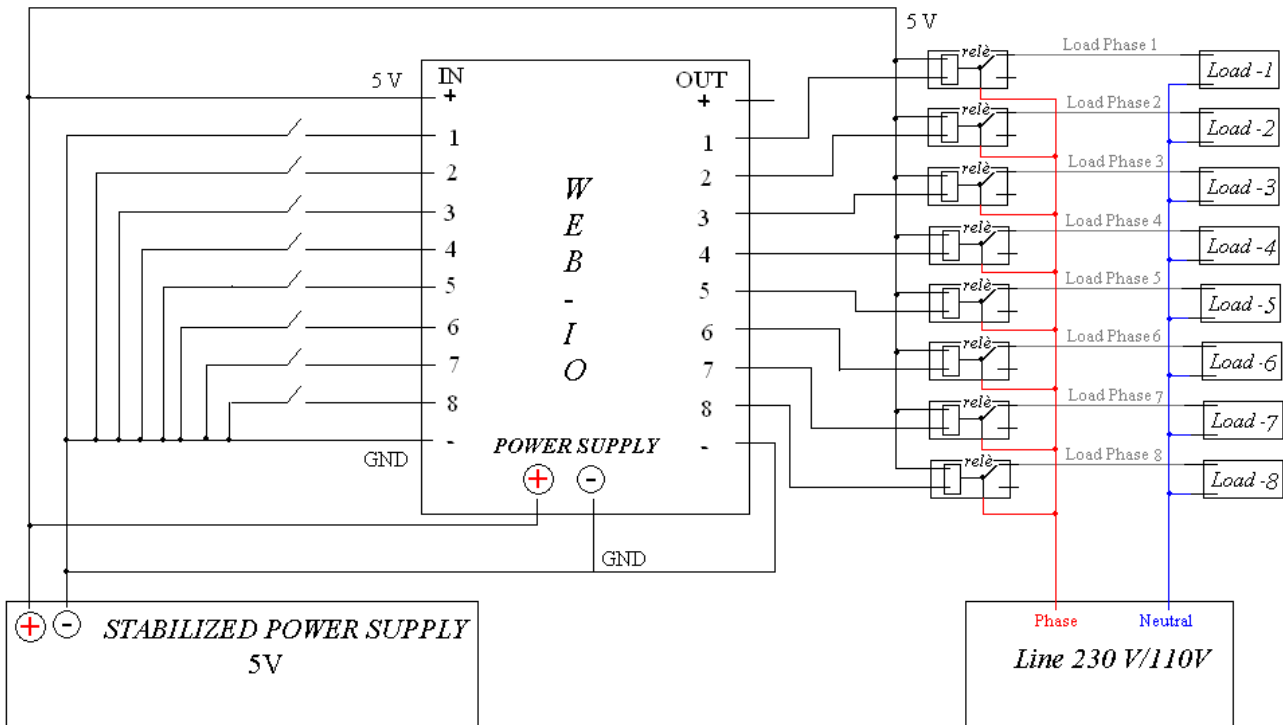 5 V
5 V
IN
+
1
2
3
4
5
6
7
8
-
GND
W
E
B
-
I
O
OUT
+
1
2
3
4
5
6
7
8
-
POWER SUPPLY
+ -
GND
relè
Load Phase 1
Load -1
relè
Load Phase 2
Load -2
relè
Load Phase 3
Load -3
relè
Load Phase 4
Load -4
relè
Load Phase 5
Load -5
relè
Load Phase6
Load -6
relè
Load Phase 7
Load -7
relè
Load Phase 8
Load -8
+ - STABILIZED POWER SUPPLY
5V
Phase
Neutral
Line 230 V/110V